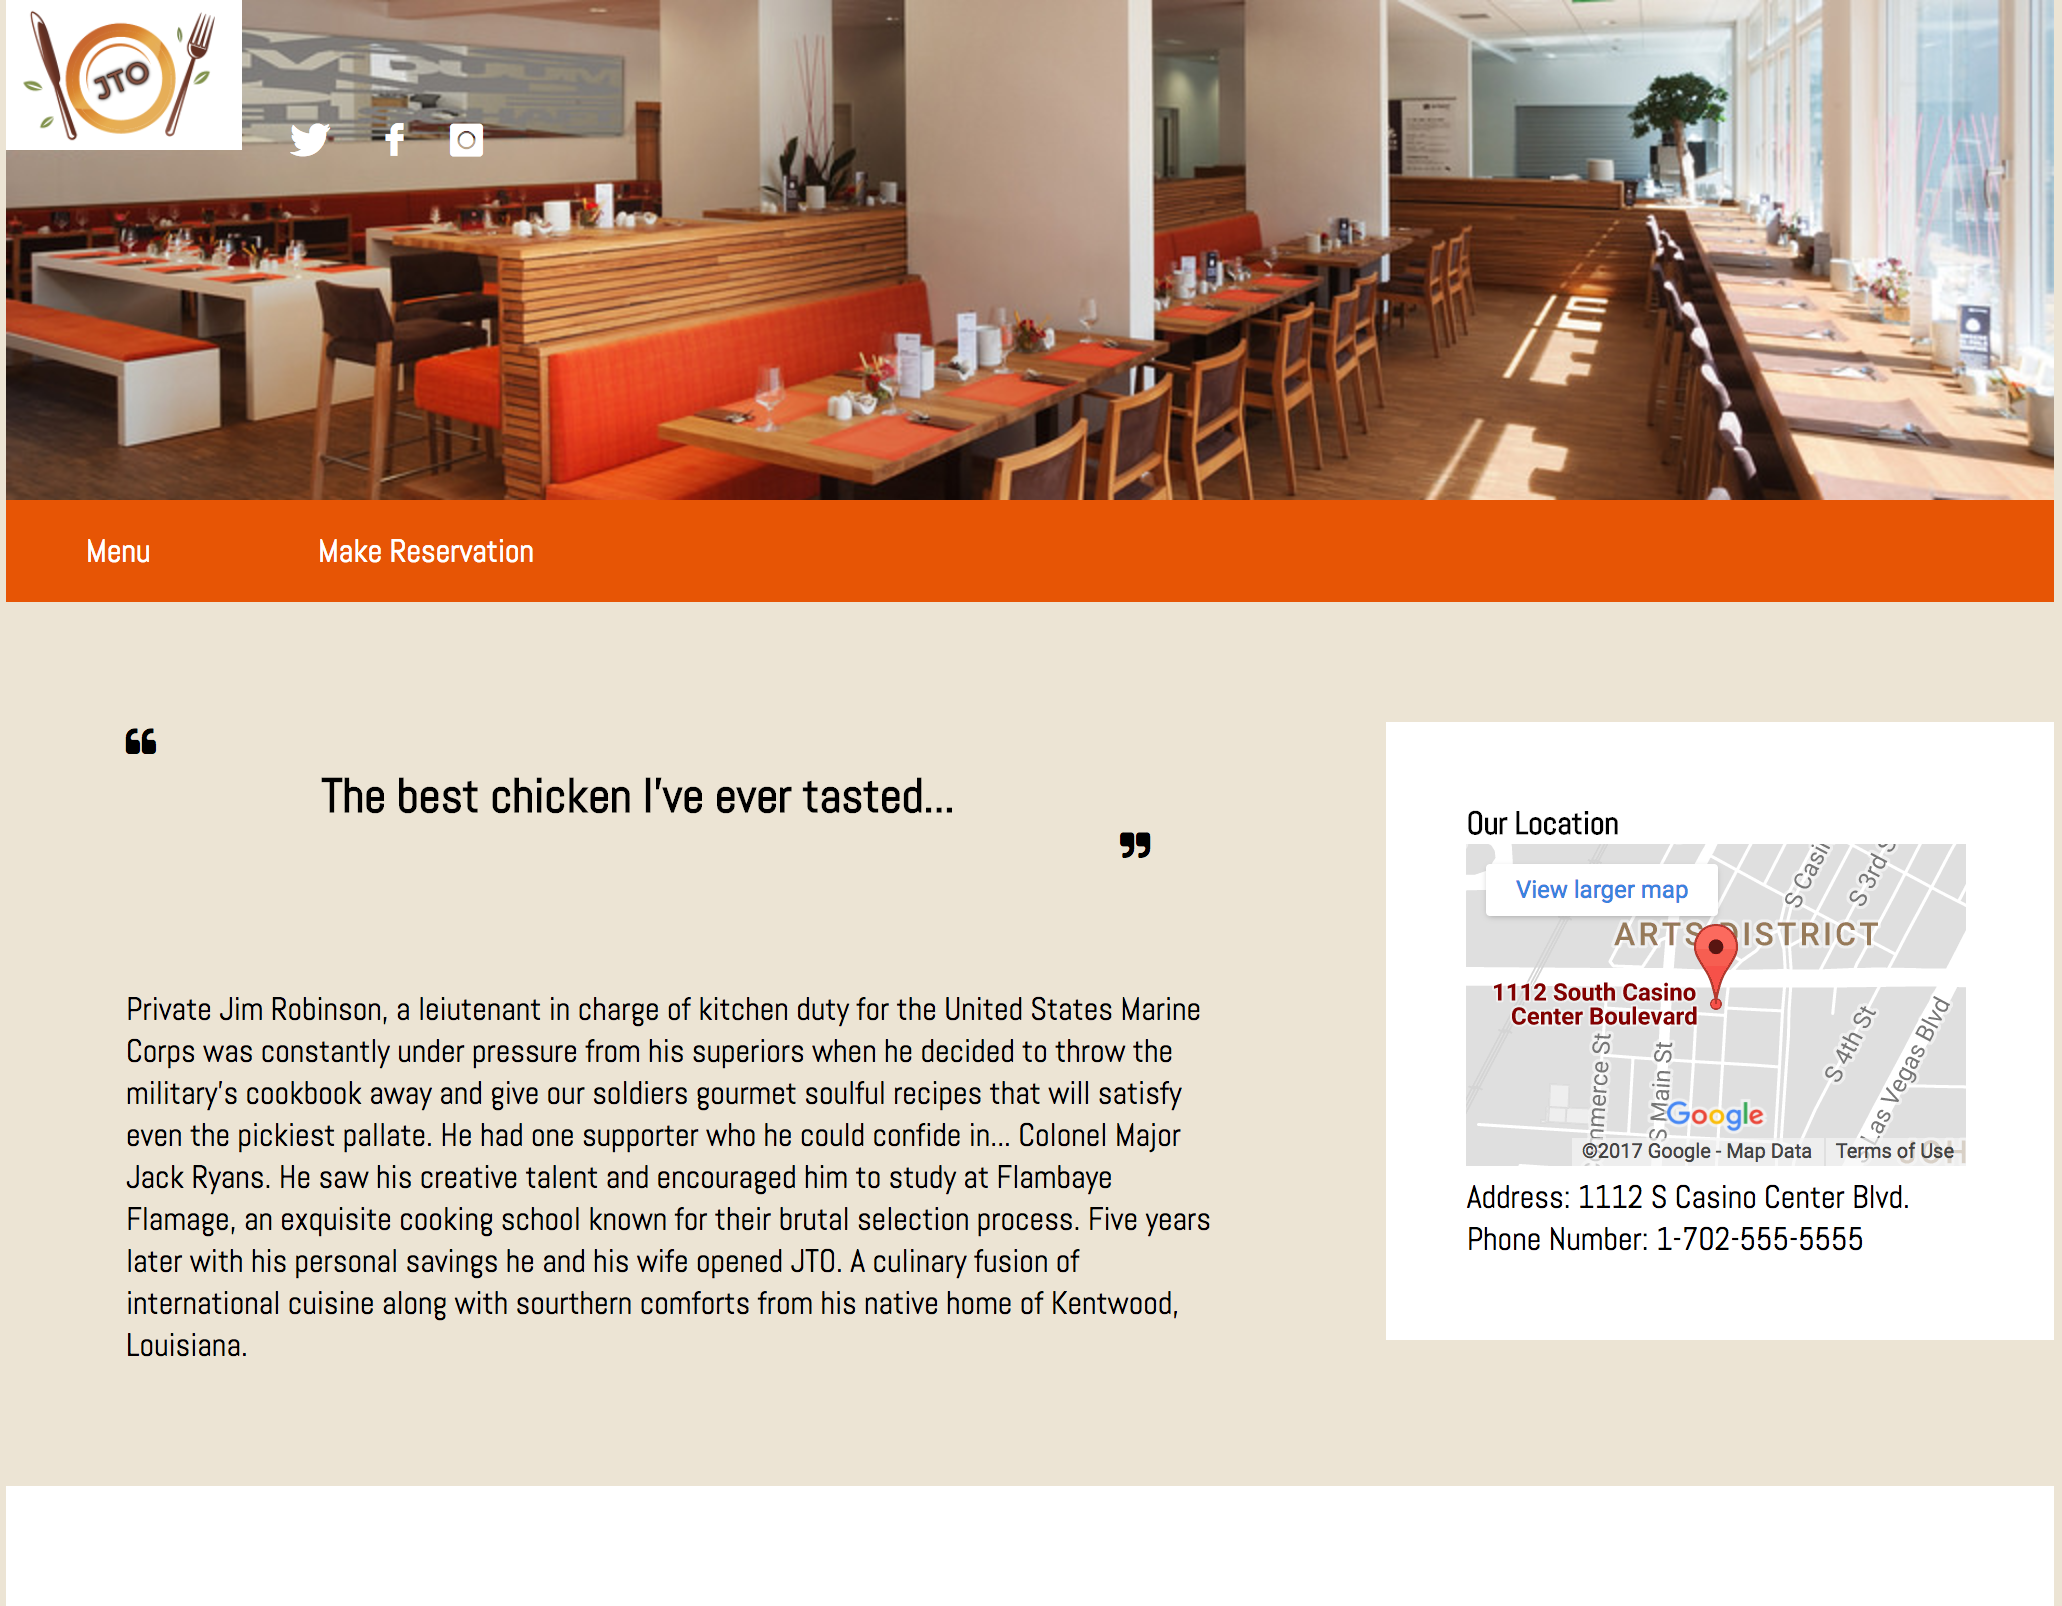 JTO
Menu
Make Reservation
“
The best chicken I've ever tasted...
”
Private Jim Robinson, a leiutenant in charge of kitchen duty for the United States Marine
Corps was constantly under pressure from his superiors when he decided to throw the
military's cookbook away and give our soldiers gourmet soulful recipes that will satisfy
even the pickiest pallate. He had one supporter who he could confide in... Colonel Major
Jack Ryans. He saw his creative talent and encouraged him to study at Flambaye
Flamage, an exquisite cooking school known for their brutal selection process. Five years
later with his personal savings he and his wife opened JTO. A culinary fusion of
international cuisine along with sourthern comforts from his native home of Kentwood,
Louisiana.
Our Location
View larger map
S Casin
S 3rd S
ARTS DISTRICT
1112 South Casino
Center Boulevard
S 4th St
Las Vegas Blvd
mmerce St
S Main St
Google
©2017 Google - Map Data
Terms of Use
Address: 1112 S Casino Center Blvd.
Phone Number: 1-702-555-5555